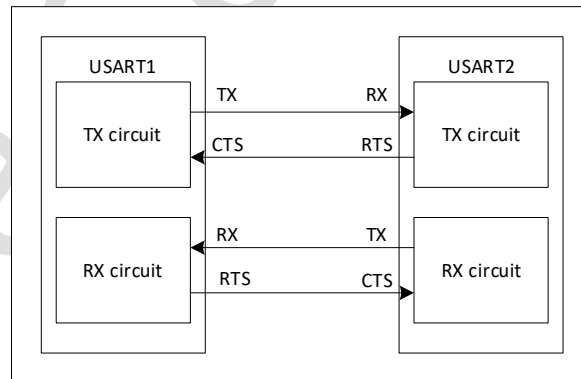 USART1
USART2
TX
RX
TX circuit
TX circuit
CTS
RTS
RX
TX
RX circuit
RX circuit
RTS
CTS